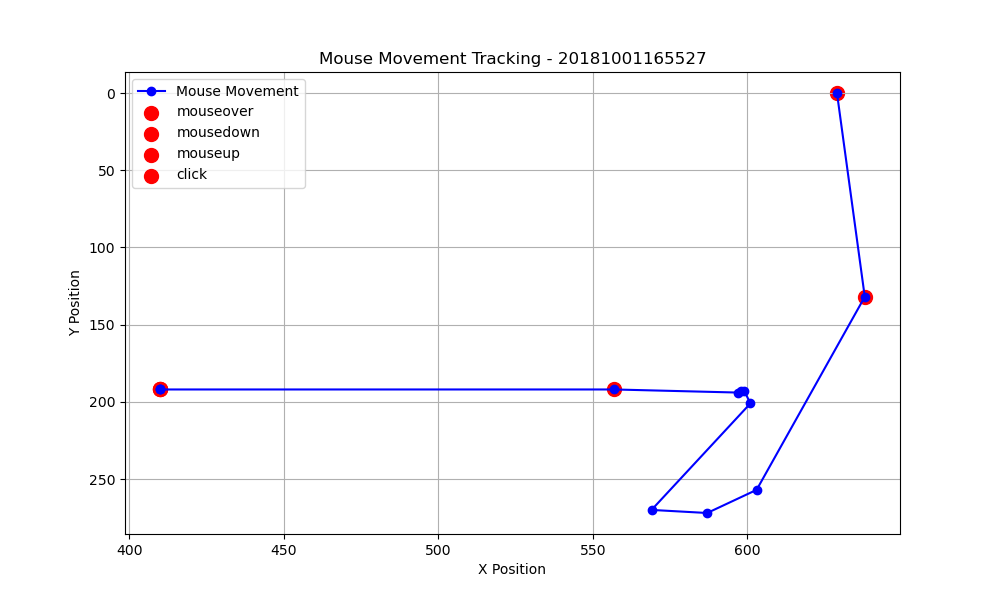 Mouse Movement Tracking - 20181001165527
Mouse Movement
mouseover
mousedown
mouseup
click
0
50
100
150
200
250
Y Position
400
450
500
550
600
X Position